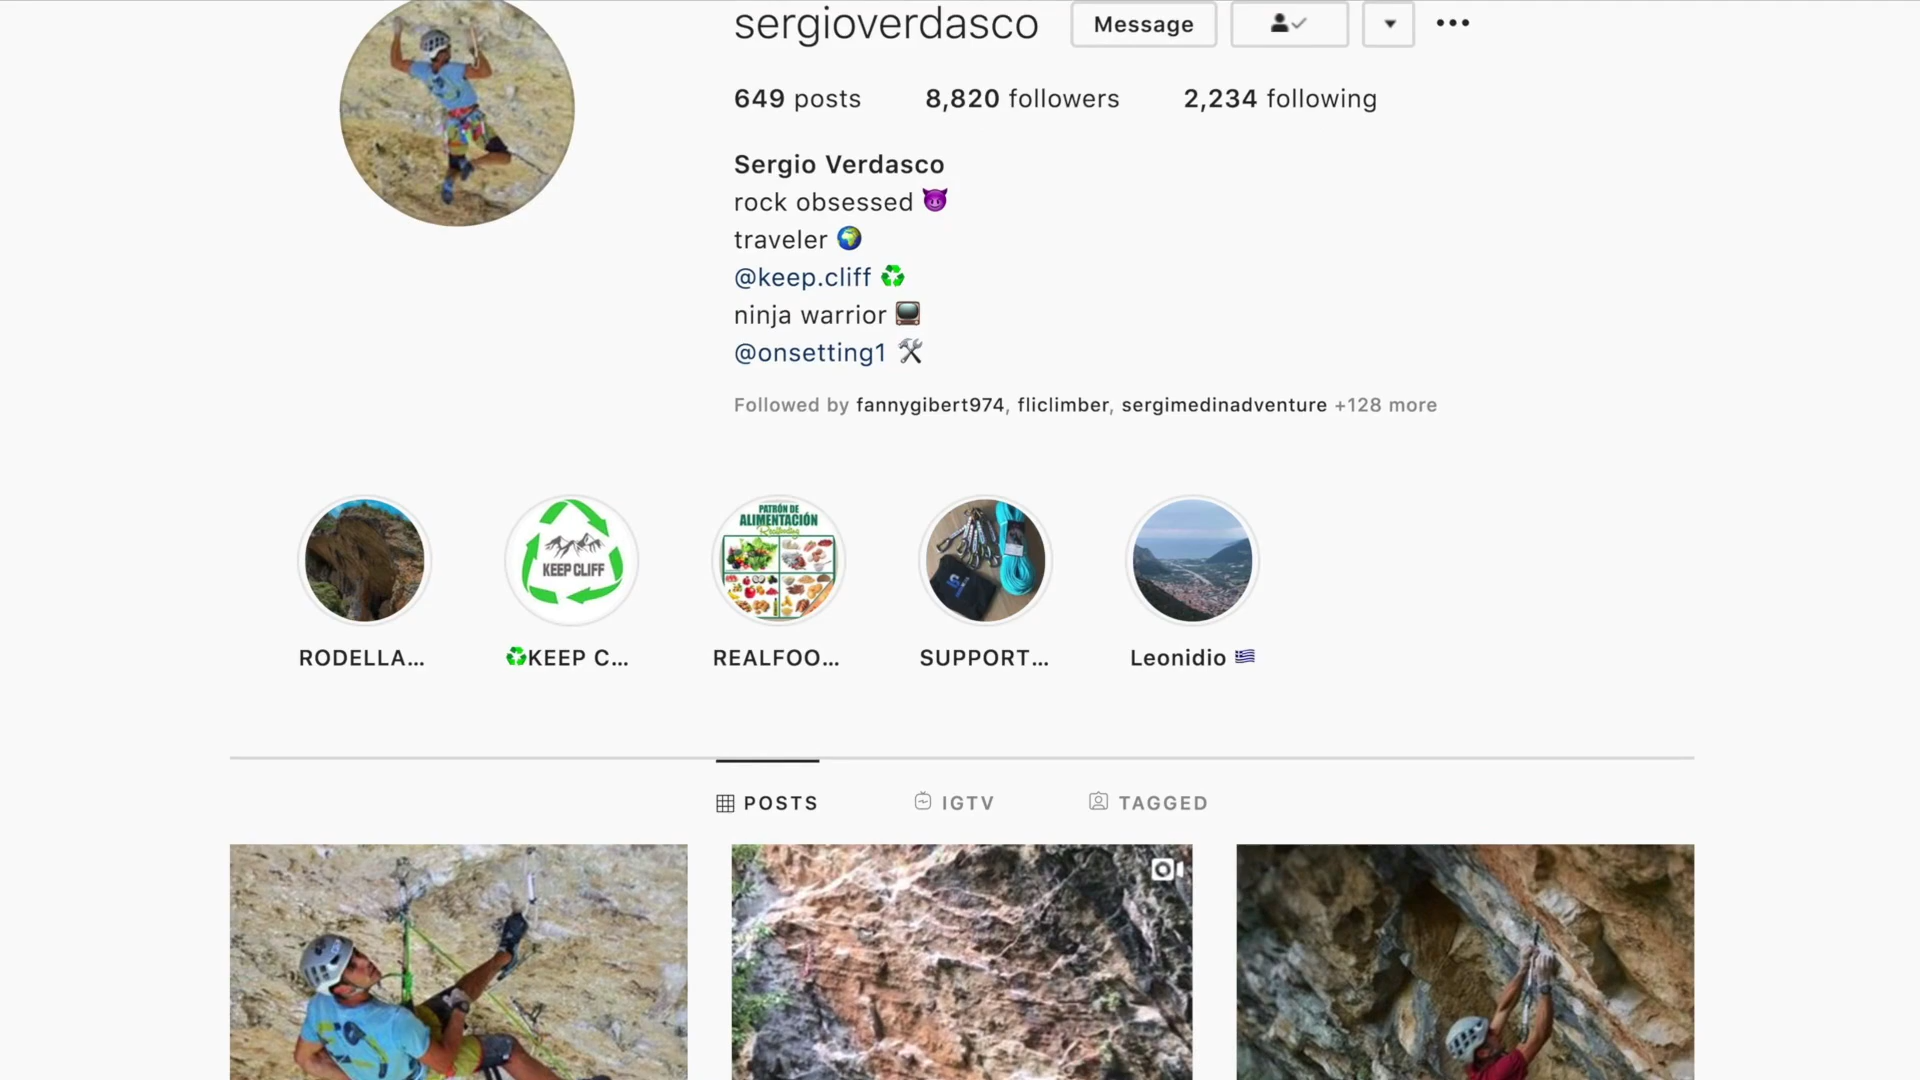 sergioverdasco Message
649 posts 8,820 followers 2,234 following
Sergio Verdasco
rock obsessed 😈
traveler 🌍
@keep.cliff ♻️
ninja warrior 📺
@onsetting1 🛠
Followed by fannygibert974, fliclimber, sergimedinadventure +128 more
KEEP CLIFF
PATRÓN DE
ALIMENTACIÓN
Realfooding
RODELLA... ♻️KEEP C... REALFOO... SUPPORT... Leonidio 🇬🇷
POSTS IGTV TAGGED